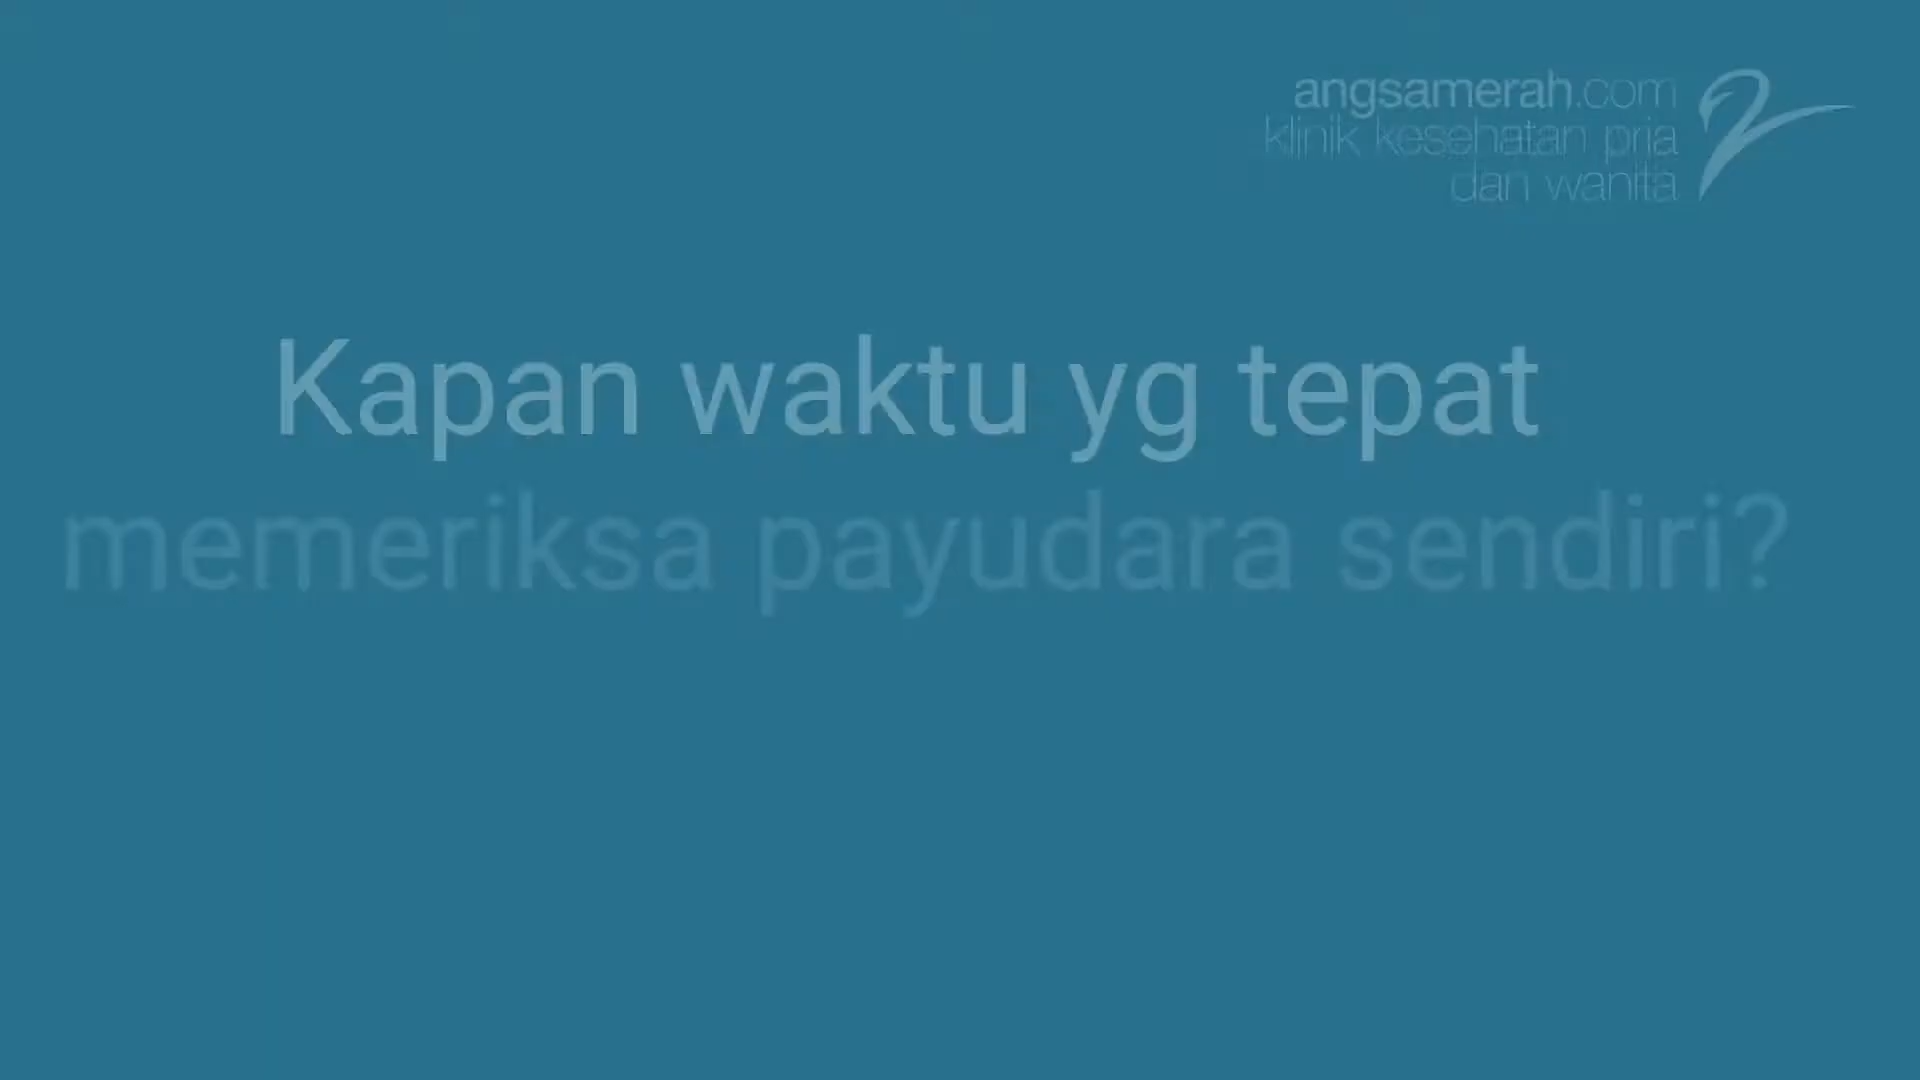 angsamerah.com
klinik kesehatan pria
dan wanita
Kapan waktu yg tepat
memeriksa payudara sendiri?